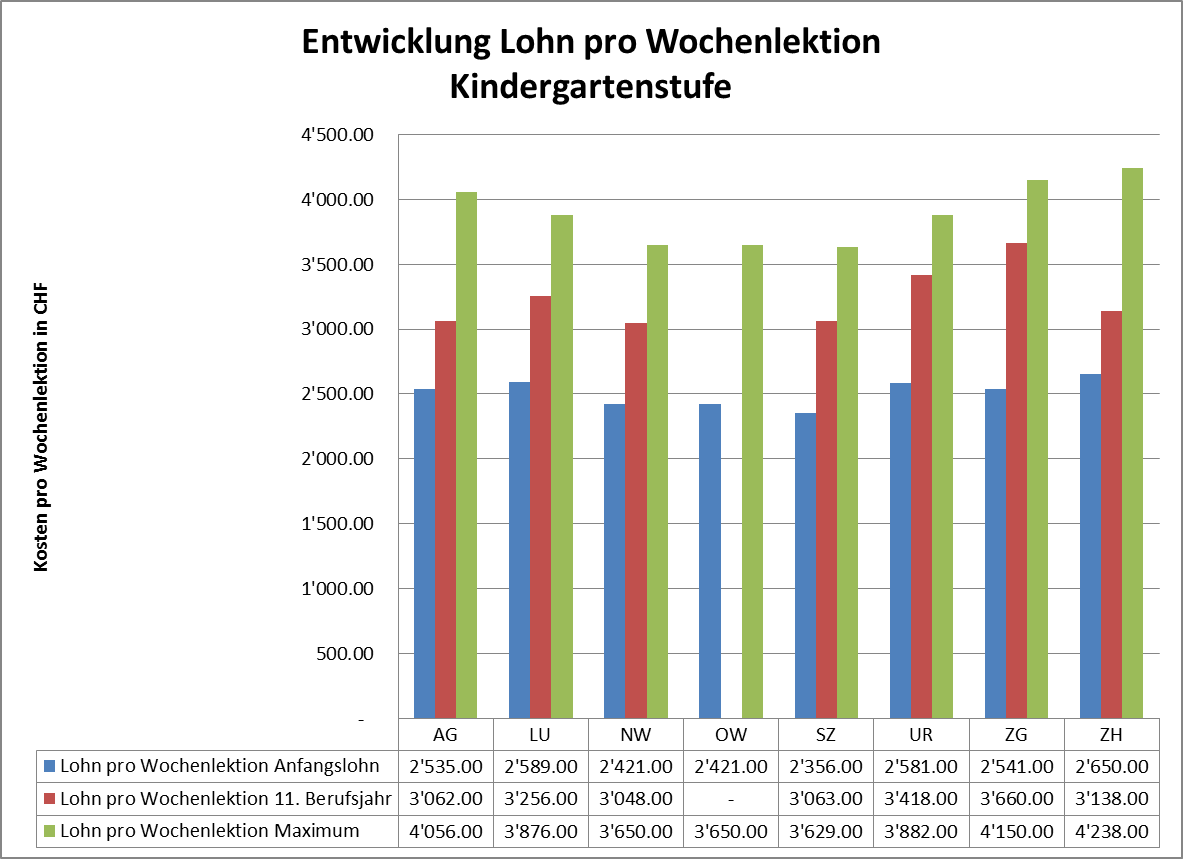 Entwicklung Lohn pro Wochenlektion
Kindergartenstufe
Kosten pro Wochenlektion in CHF
4'500.00
4'000.00
3'500.00
3'000.00
2'500.00
2'000.00
1'500.00
1'000.00
500.00
-
AG LU NW OW SZ UR ZG ZH
Lohn pro Wochenlektion Anfangslohn 2'535.00 2'589.00 2'421.00 2'421.00 2'356.00 2'581.00 2'541.00 2'650.00
Lohn pro Wochenlektion 11. Berufsjahr 3'062.00 3'256.00 3'048.00 - 3'063.00 3'418.00 3'660.00 3'138.00
Lohn pro Wochenlektion Maximum 4'056.00 3'876.00 3'650.00 3'650.00 3'629.00 3'882.00 4'150.00 4'238.00